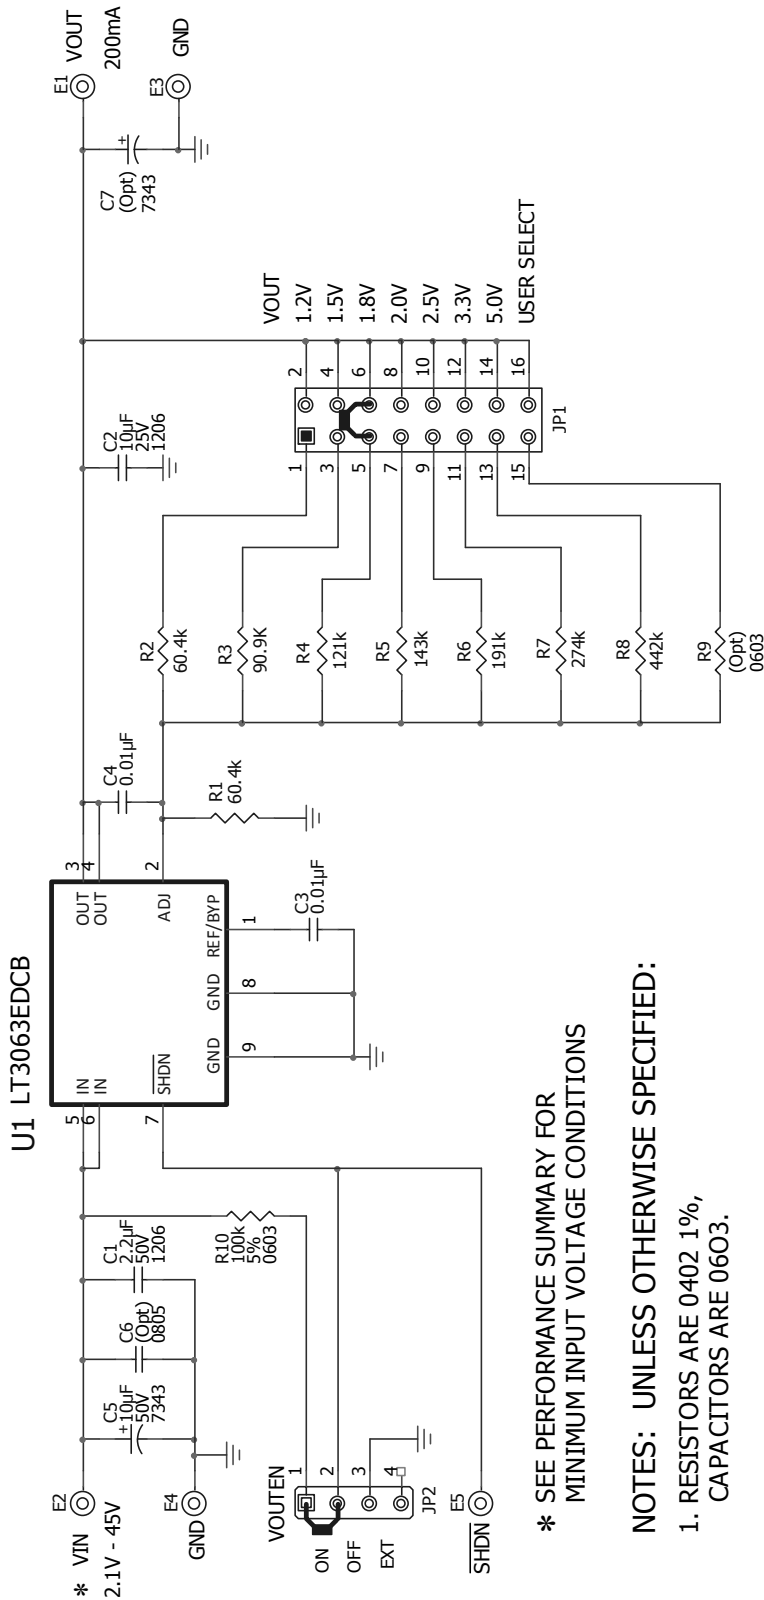 U1 LT3063EDCB
E2
* VIN
2.1V - 45V
E4
GND
C5
+
10µF
50V
7343
C6
(Opt)
0805
C1
2.2µF
50V
1206
R10
100k
5%
0603
5
6
7
IN
IN
SHDN
GND
GND
REF/BYP
9
8
1
OUT
OUT
ADJ
3
4
2
C3
0.01µF
C4
0.01µF
R1
60.4k
C2
10µF
25V
1206
C7
(Opt)
7343
+
E1
VOUT
200mA
E3
GND
R2
60.4k
R3
90.9K
R4
121k
R5
143k
R6
191k
R7
274k
R8
442k
R9
(Opt)
0603
1
3
5
7
9
11
13
15
2
4
6
8
10
12
14
16
JP1
VOUT
1.2V
1.5V
1.8V
2.0V
2.5V
3.3V
5.0V
USER SELECT
VOUTEN
ON
OFF
EXT
1
2
3
4
JP2
E5
SHDN
* SEE PERFORMANCE SUMMARY FOR
MINIMUM INPUT VOLTAGE CONDITIONS
NOTES: UNLESS OTHERWISE SPECIFIED:
1. RESISTORS ARE 0402 1%,
CAPACITORS ARE 06O3.